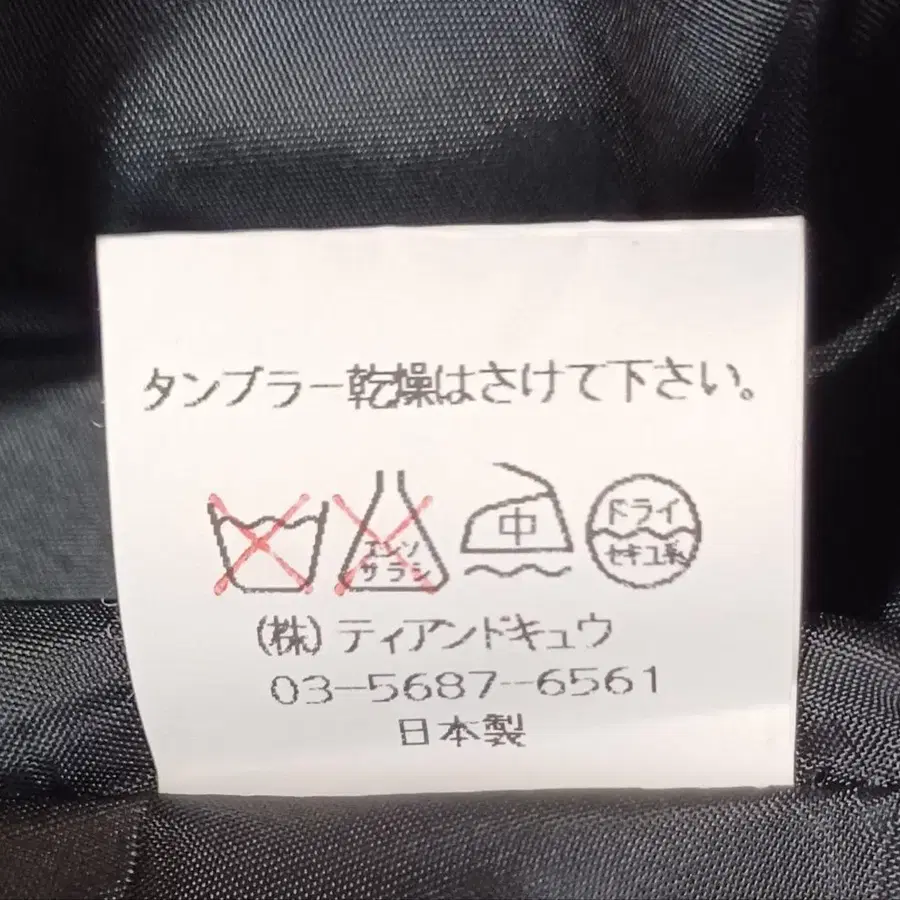 タンブラー乾燥はさけて下さい。
エンソ サラシ
中
ドライ セキユ系
(株)ティアンドキュウ
03-5687-6561
日本製